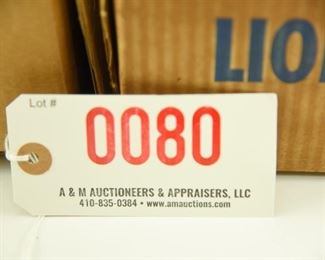 LIO
Lot #
0080
A & M AUCTIONEERS & APPRAISERS, LLC
410-835-0384 • www.amauctions.com